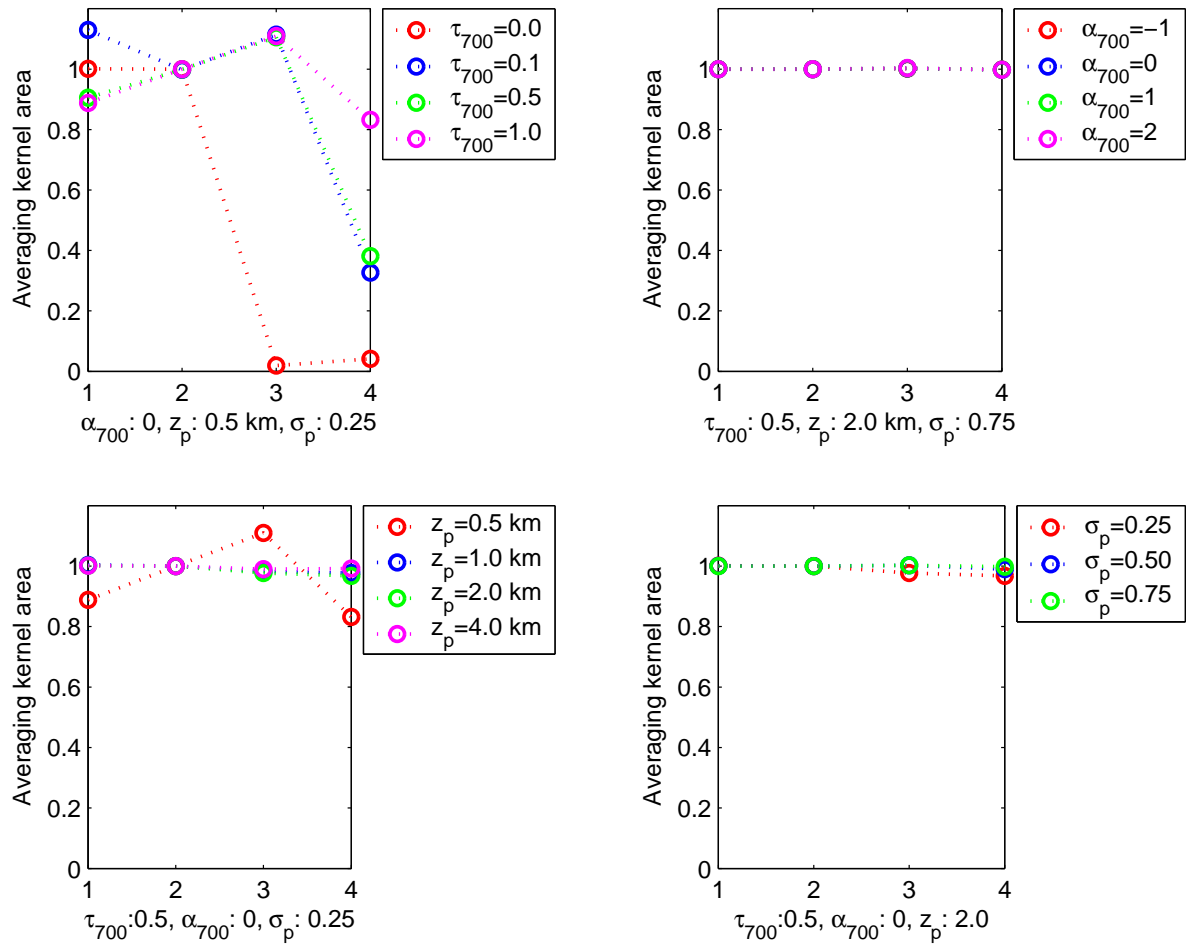 Averaging kernel area
1
0.8
0.6
0.4
0.2
0
1 2 3 4
α700: 0, zp: 0.5 km, σp: 0.25
τ700=0.0
τ700=0.1
τ700=0.5
τ700=1.0
Averaging kernel area
1
0.8
0.6
0.4
0.2
0
1 2 3 4
τ700: 0.5, zp: 2.0 km, σp: 0.75
α700=−1
α700=0
α700=1
α700=2
Averaging kernel area
1
0.8
0.6
0.4
0.2
0
1 2 3 4
τ700:0.5, α700: 0, σp: 0.25
zp=0.5 km
zp=1.0 km
zp=2.0 km
zp=4.0 km
Averaging kernel area
1
0.8
0.6
0.4
0.2
0
1 2 3 4
τ700:0.5, α700: 0, zp: 2.0
σp=0.25
σp=0.50
σp=0.75